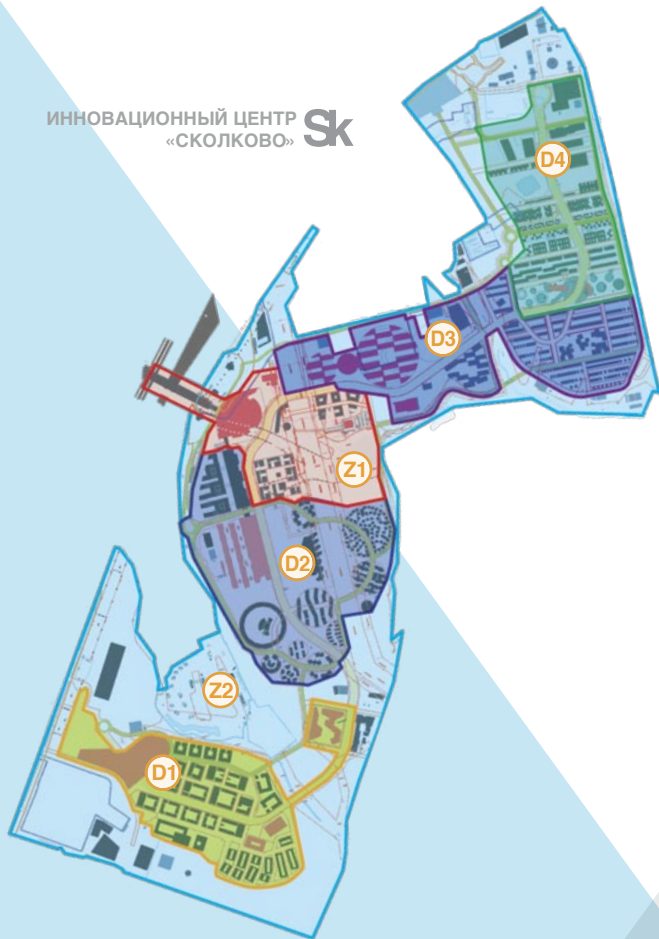 ИННОВАЦИОННЫЙ ЦЕНТР
«СКОЛКОВО»
Sk
D4
D3
Z1
D2
Z2
D1